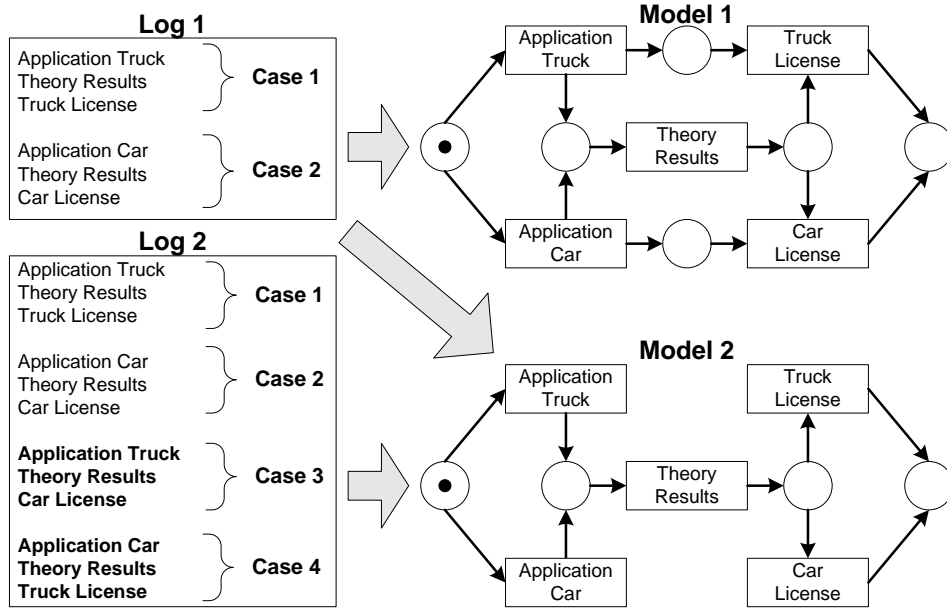 Log 1
Application Truck
Theory Results
Truck License
Case 1
Application Car
Theory Results
Car License
Case 2
Log 2
Application Truck
Theory Results
Truck License
Case 1
Application Car
Theory Results
Car License
Case 2
Application Truck
Theory Results
Car License
Case 3
Application Car
Theory Results
Truck License
Case 4
Model 1
Application
Truck
Truck
License
Theory
Results
Application
Car
Car
License
Model 2
Application
Truck
Truck
License
Theory
Results
Application
Car
Car
License